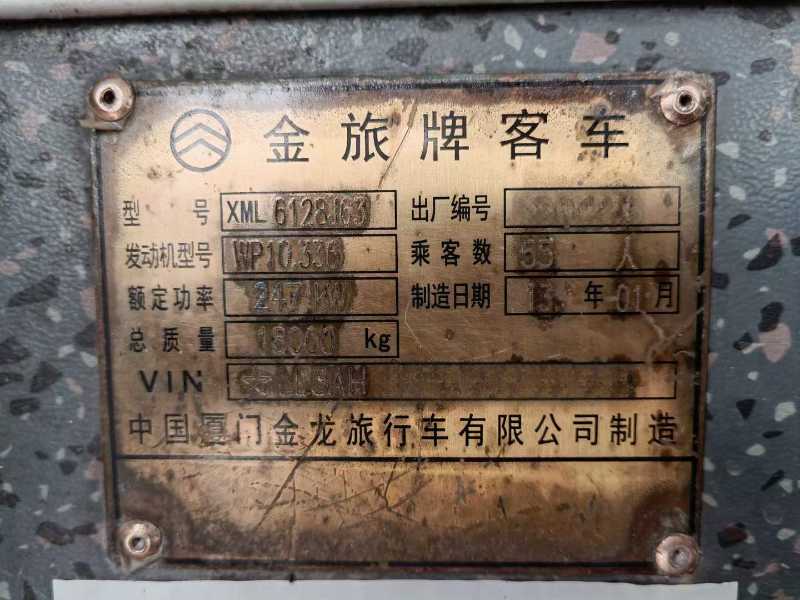 金旅牌客车
型 号 XML 6128J63 出厂编号
发动机型号 WP10.336 乘客数 55 人
额定功率 247 KW 制造日期 13 年 01 月
总质量 18000 kg
VIN
中国厦门金龙旅行车有限公司制造